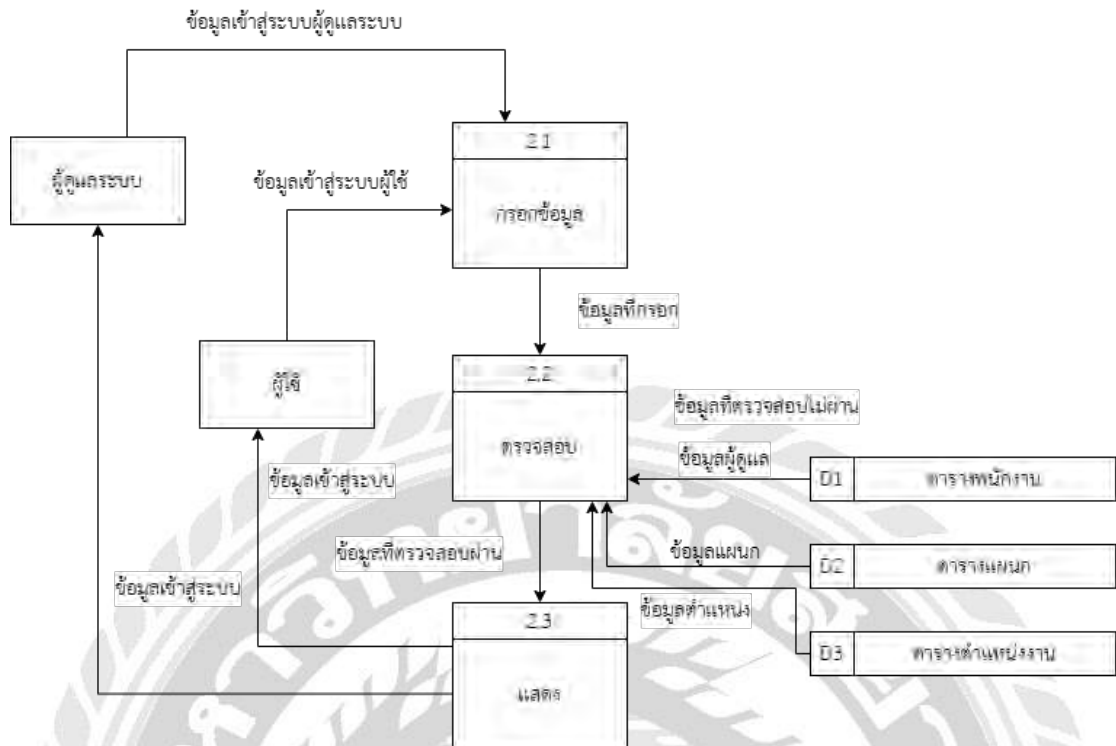 ข้อมูลเข้าสู่ระบบผู้ดูแลระบบ
2.1
ผู้ดูแลระบบ
ข้อมูลเข้าสู่ระบบผู้ใช้
กรอกข้อมูล
ข้อมูลที่กรอก
2.2
ผู้ใช้
ข้อมูลที่ตรวจสอบไม่ผ่าน
ตรวจสอบ
ข้อมูลผู้ดูแล
ข้อมูลเข้าสู่ระบบ
D1 ตารางพนักงาน
ข้อมูลที่ตรวจสอบผ่าน
ข้อมูลแผนก
D2 ตารางแผนก
ข้อมูลเข้าสู่ระบบ
ข้อมูลตำแหน่ง
2.3
D3 ตารางตำแหน่งงาน
แสดง